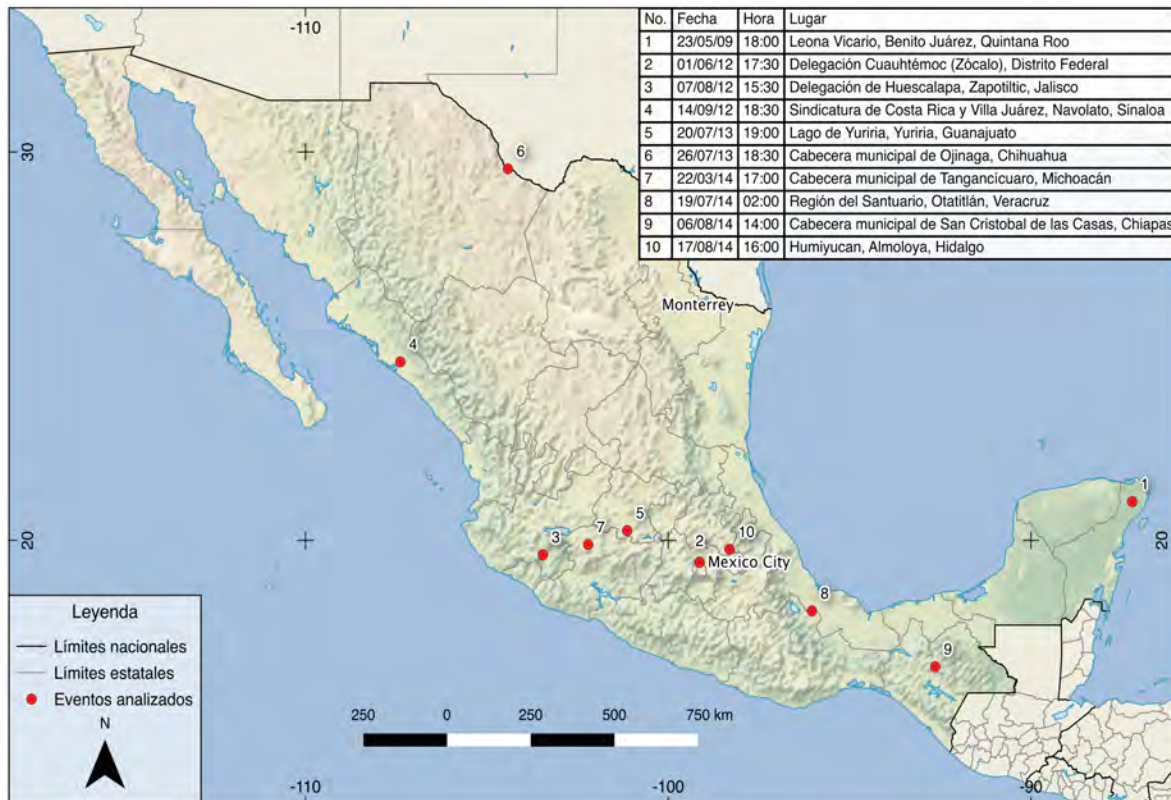 No. Fecha Hora Lugar
1 23/05/09 18:00 Leona Vicario, Benito Juárez, Quintana Roo
2 01/06/12 17:30 Delegación Cuauhtémoc (Zócalo), Distrito Federal
3 07/08/12 15:30 Delegación de Huescalapa, Zapotiltic, Jalisco
4 14/09/12 18:30 Sindicatura de Costa Rica y Villa Juárez, Navolato, Sinaloa
5 20/07/13 19:00 Lago de Yuriria, Yuriria, Guanajuato
6 26/07/13 18:30 Cabecera municipal de Ojinaga, Chihuahua
7 22/03/14 17:00 Cabecera municipal de Tangancícuaro, Michoacán
8 19/07/14 02:00 Región del Santuario, Otatitlán, Veracruz
9 06/08/14 14:00 Cabecera municipal de San Cristobal de las Casas, Chiapas
10 17/08/14 16:00 Humiyucan, Almoloya, Hidalgo
-110
30
6
Monterrey
4
1
20
3
7
5
2
10
Mexico City
20
8
9
Leyenda
Límites nacionales
Límites estatales
Eventos analizados
N
250 0 250 500 750 km
-110
-100
-90